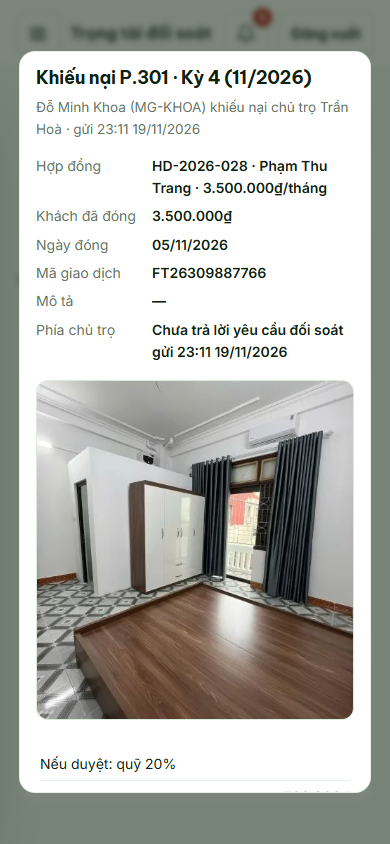 Trọng tài đối soát
Đăng xuất
Khiếu nại P.301 · Kỳ 4 (11/2026)
Đỗ Minh Khoa (MG-KHOA) khiếu nại chủ trọ Trần
Hoà · gửi 23:11 19/11/2026
Hợp đồng
HD-2026-028 · Phạm Thu
Trang · 3.500.000₫/tháng
Khách đã đóng
3.500.000₫
Ngày đóng
05/11/2026
Mã giao dịch
FT26309887766
Mô tả
—
Phía chủ trọ
Chưa trả lời yêu cầu đối soát
gửi 23:11 19/11/2026
Nếu duyệt: quỹ 20%